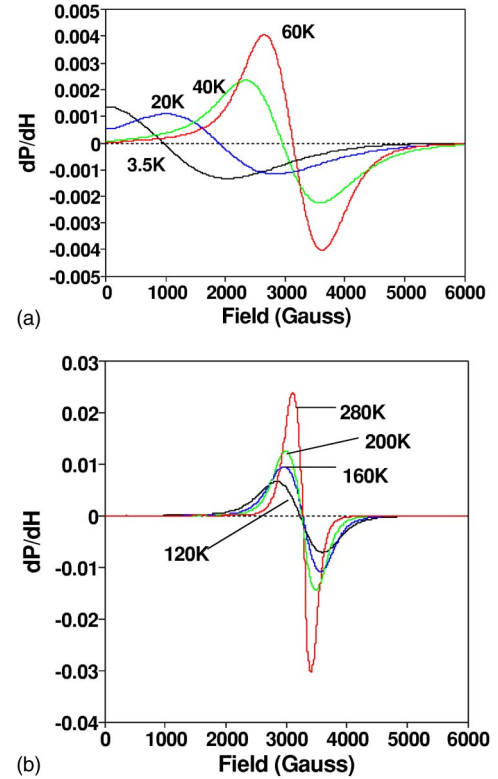 0.005
0.004
60K
0.003
40K
0.002
20K
0.001
0
-0.001
3.5K
-0.002
-0.003
-0.004
-0.005
dP/dH
0 1000 2000 3000 4000 5000 6000
(a) Field (Gauss)
0.03
0.02
280K
200K
0.01
160K
0
120K
-0.01
-0.02
-0.03
-0.04
dP/dH
0 1000 2000 3000 4000 5000 6000
(b) Field (Gauss)